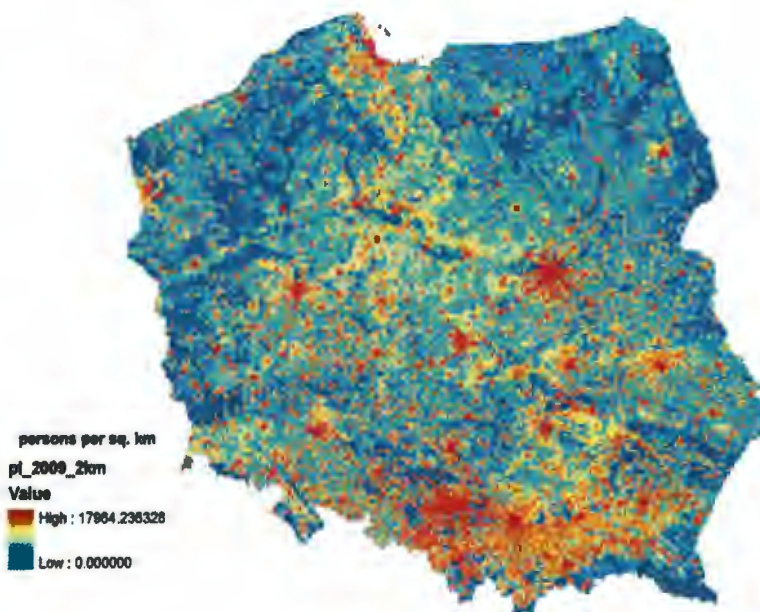 persons per sq. km
pl_2009_2km
Value
High : 17964.236328
Low : 0.000000